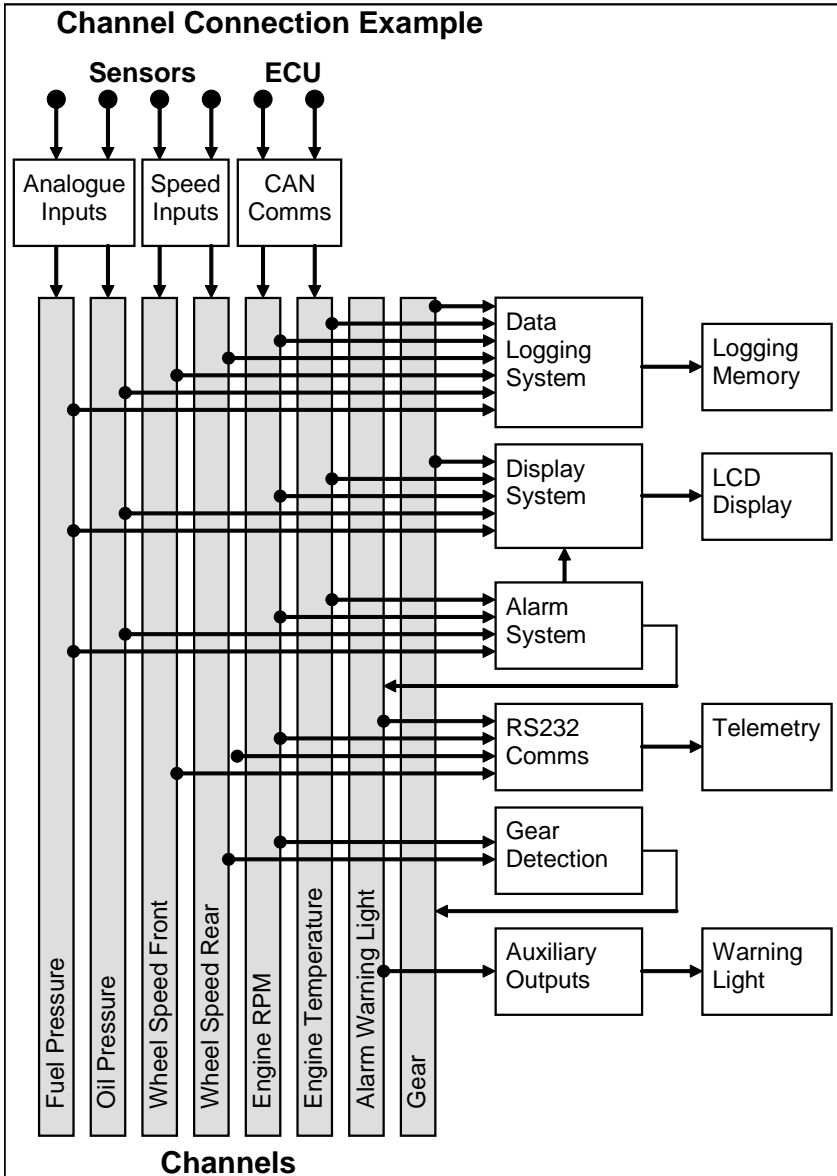 Channel Connection Example
Sensors
ECU
Analogue
Inputs
Speed
Inputs
CAN
Comms
Data
Logging
System
Logging
Memory
Display
System
LCD
Display
Alarm
System
RS232
Comms
Telemetry
Gear
Detection
Auxiliary
Outputs
Warning
Light
Fuel Pressure
Oil Pressure
Wheel Speed Front
Wheel Speed Rear
Engine RPM
Engine Temperature
Alarm Warning Light
Gear
Channels